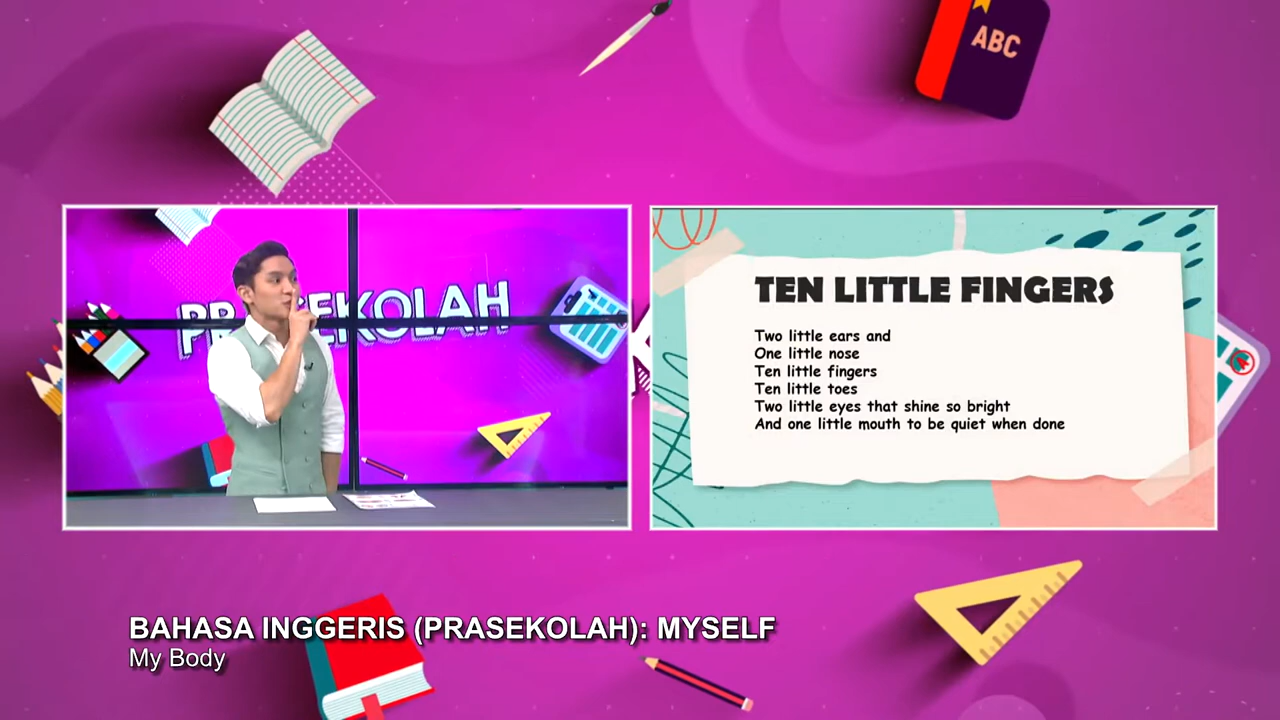 ABC
PRASEKOLAH
TEN LITTLE FINGERS
Two little ears and
One little nose
Ten little fingers
Ten little toes
Two little eyes that shine so bright
And one little mouth to be quiet when done
BAHASA INGGERIS (PRASEKOLAH): MYSELF
My Body